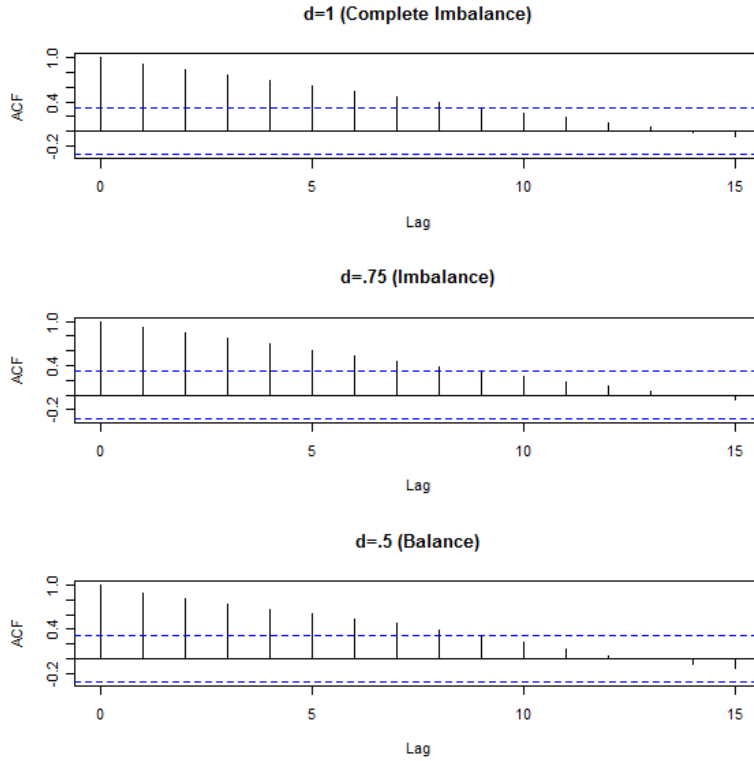 d=1 (Complete Imbalance)
ACF
1.0
0.4
-0.2
0 5 10 15
Lag
d=.75 (Imbalance)
ACF
1.0
0.4
-0.2
0 5 10 15
Lag
d=.5 (Balance)
ACF
1.0
0.4
-0.2
0 5 10 15
Lag